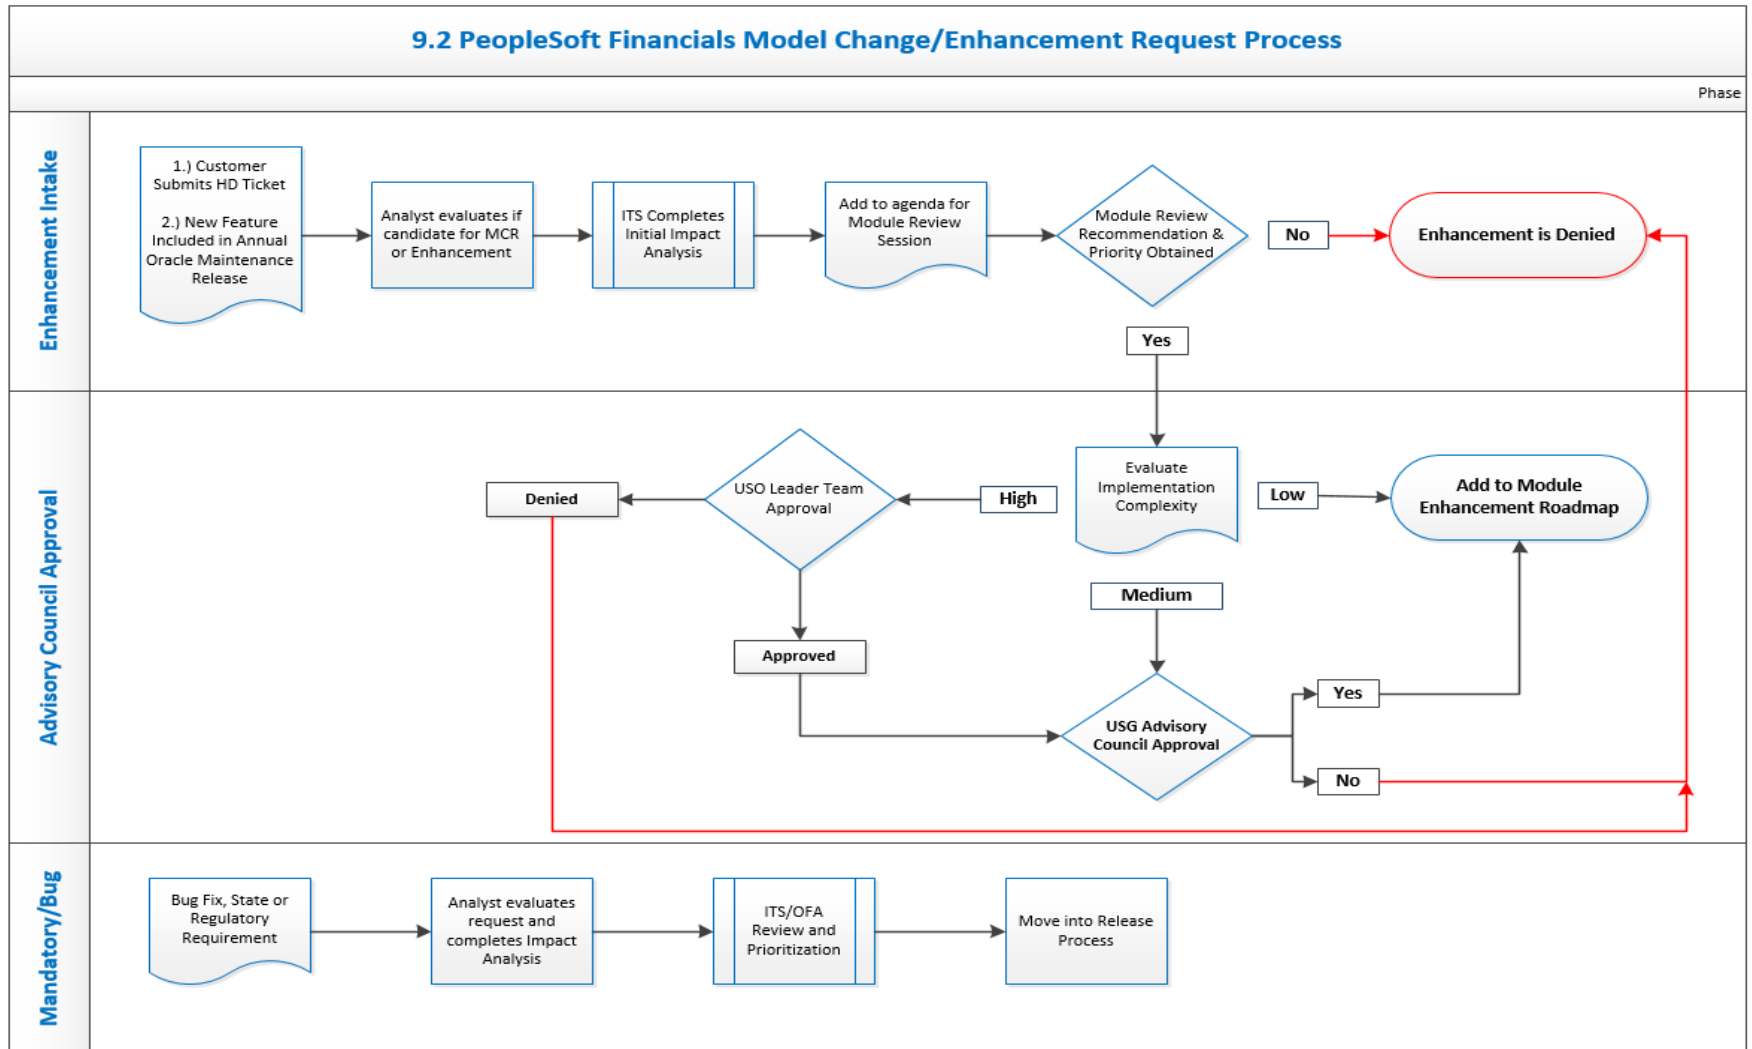 9.2 PeopleSoft Financials Model Change/Enhancement Request Process
Phase
Enhancement Intake
1.) Customer
Submits HD Ticket
2.) New Feature
Included in Annual
Oracle Maintenance
Release
Analyst evaluates if
candidate for MCR
or Enhancement
ITS Completes
Initial Impact
Analysis
Add to agenda for
Module Review
Session
Module Review
Recommendation &
Priority Obtained
No
Enhancement is Denied
Yes
Advisory Council Approval
Denied
USO Leader Team
Approval
High
Evaluate
Implementation
Complexity
Low
Add to Module
Enhancement Roadmap
Medium
Approved
USG Advisory
Council Approval
Yes
No
Mandatory/Bug
Bug Fix, State or
Regulatory
Requirement
Analyst evaluates
request and
completes Impact
Analysis
ITS/OFA
Review and
Prioritization
Move into Release
Process